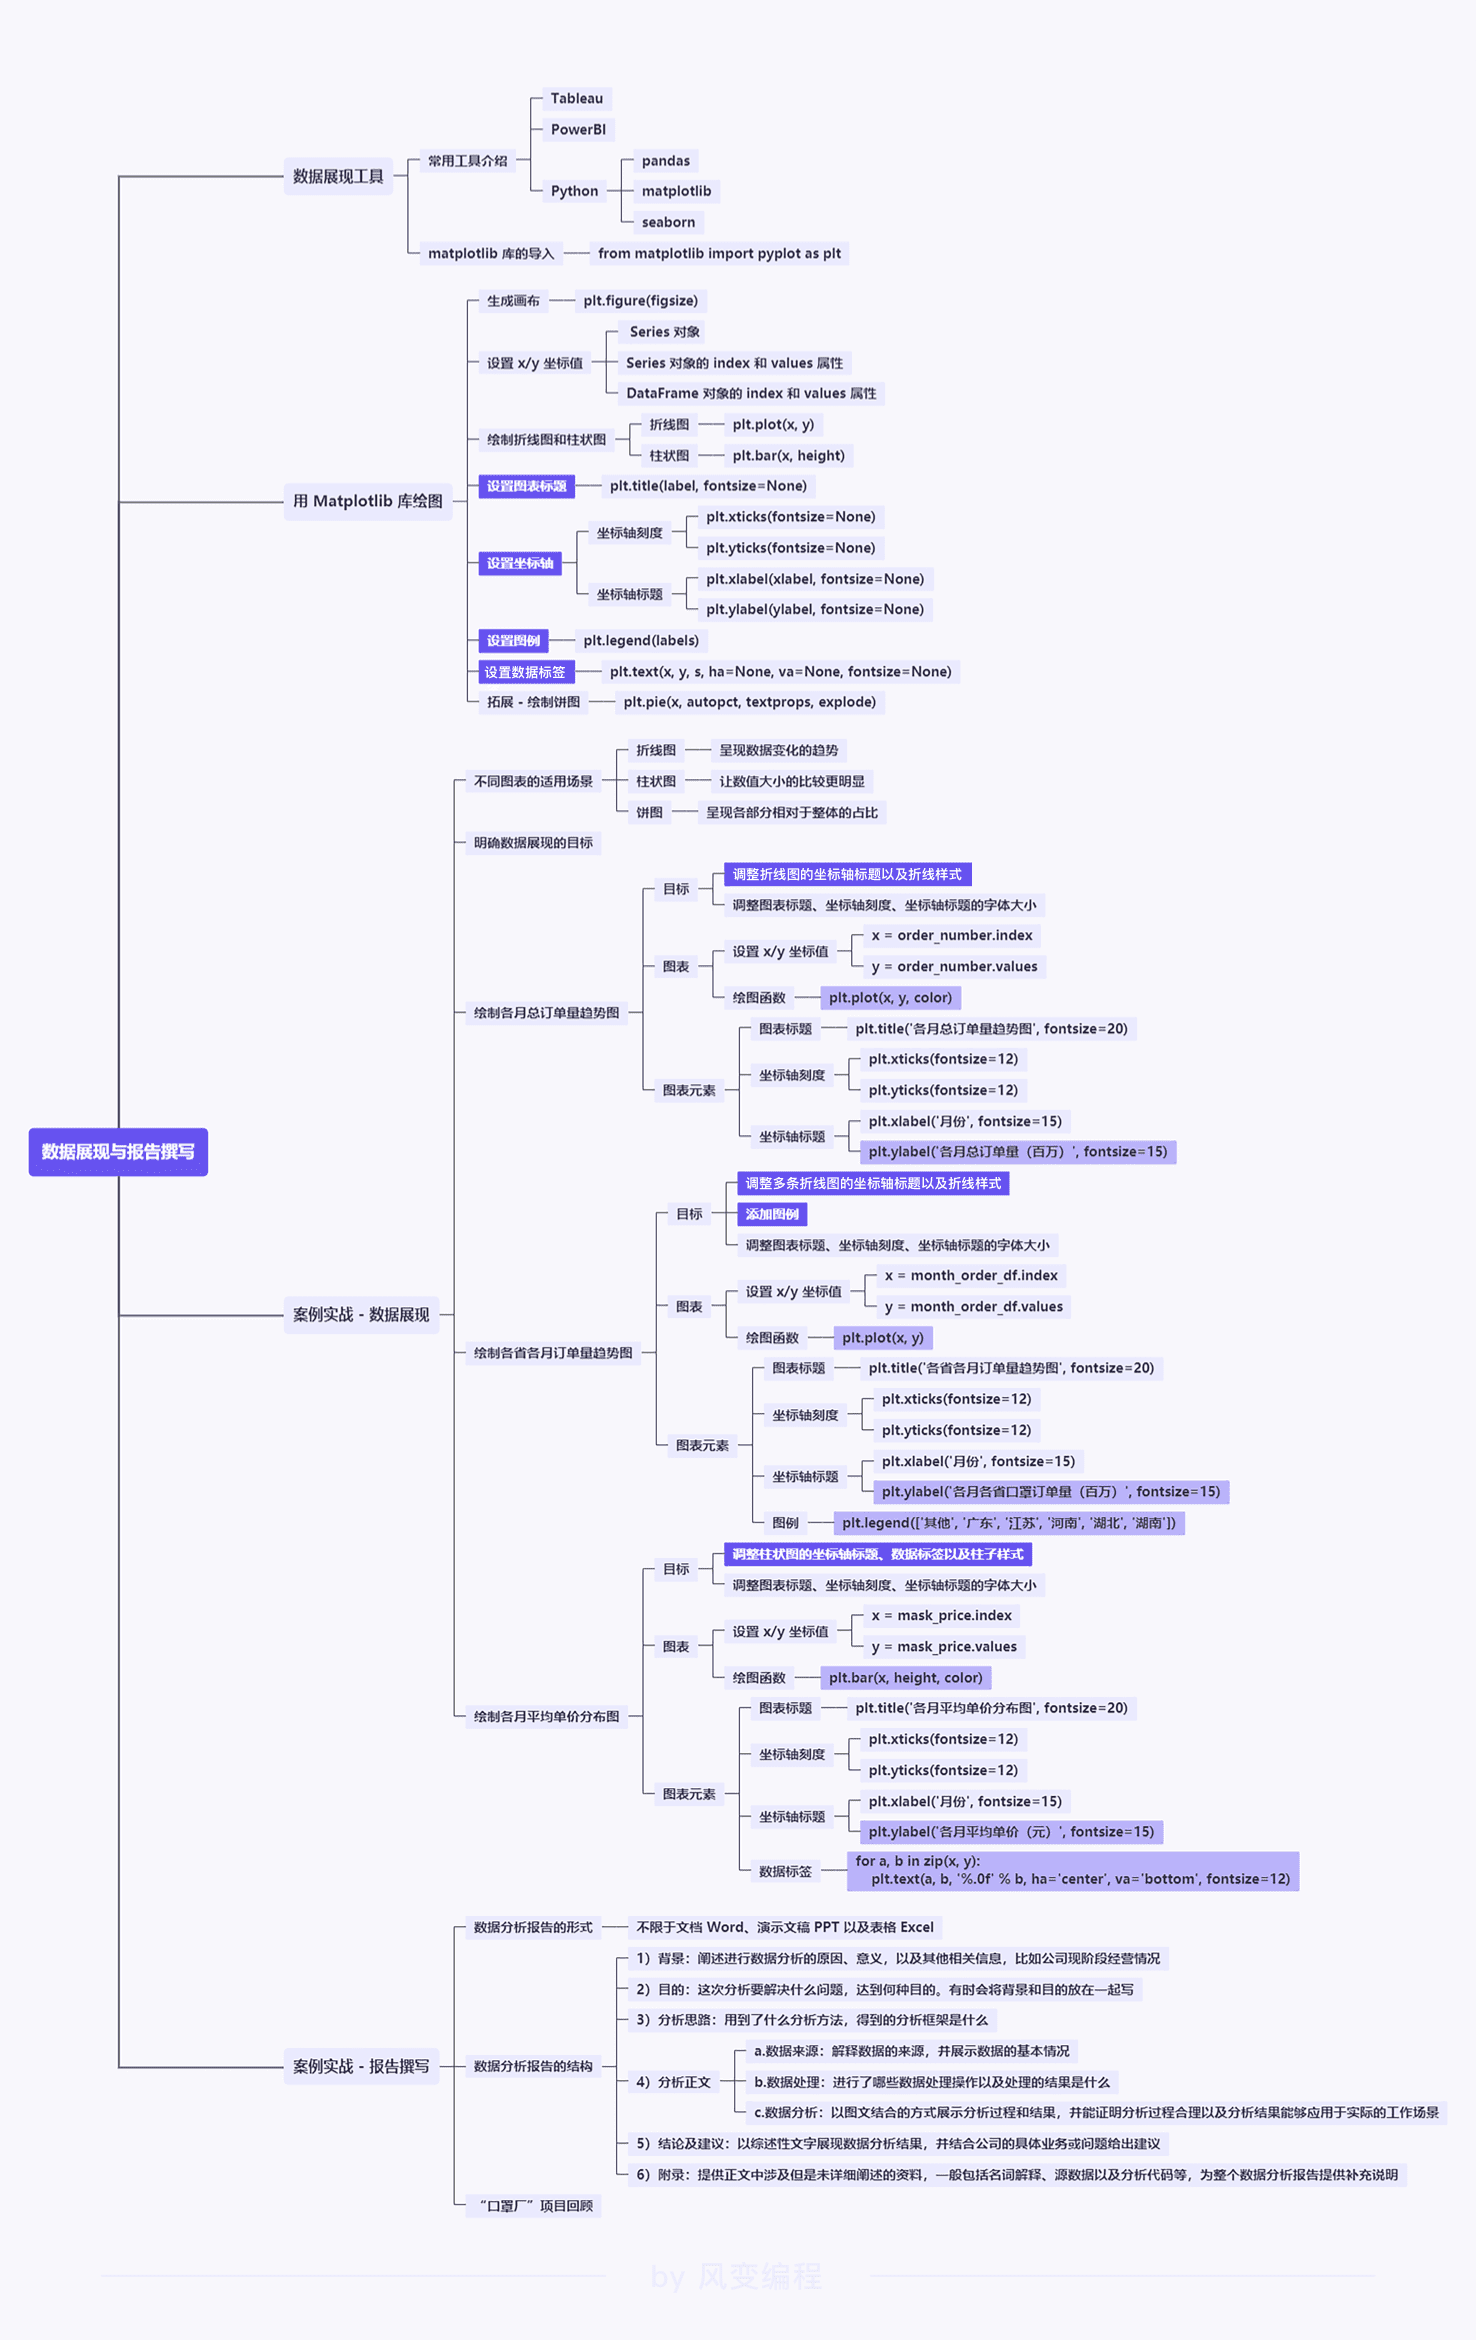 Tableau
PowerBI
常用工具介绍
pandas
数据展现工具
Python
matplotlib
seaborn
matplotlib 库的导入
from matplotlib import pyplot as plt
生成画布
plt.figure(figsize)
Series 对象
设置 x/y 坐标值
Series 对象的 index 和 values 属性
DataFrame 对象的 index 和 values 属性
折线图
plt.plot(x, y)
绘制折线图和柱状图
柱状图
plt.bar(x, height)
设置图表标题
plt.title(label, fontsize=None)
用 Matplotlib 库绘图
plt.xticks(fontsize=None)
坐标轴刻度
plt.yticks(fontsize=None)
设置坐标轴
plt.xlabel(xlabel, fontsize=None)
坐标轴标题
plt.ylabel(ylabel, fontsize=None)
设置图例
plt.legend(labels)
设置数据标签
plt.text(x, y, s, ha=None, va=None, fontsize=None)
拓展 - 绘制饼图
plt.pie(x, autopct, textprops, explode)
折线图
呈现数据变化的趋势
不同图表的适用场景
柱状图
让数值大小的比较更明显
饼图
呈现各部分相对于整体的占比
明确数据展现的目标
调整折线图的坐标轴标题以及折线样式
目标
调整图表标题、坐标轴刻度、坐标轴标题的字体大小
x = order_number.index
设置 x/y 坐标值
y = order_number.values
图表
绘图函数
plt.plot(x, y, color)
绘制各月总订单量趋势图
图表标题
plt.title('各月总订单量趋势图', fontsize=20)
plt.xticks(fontsize=12)
坐标轴刻度
plt.yticks(fontsize=12)
图表元素
plt.xlabel('月份', fontsize=15)
坐标轴标题
plt.ylabel('各月总订单量（百万）', fontsize=15)
数据展现与报告撰写
调整多条折线图的坐标轴标题以及折线样式
目标
添加图例
调整图表标题、坐标轴刻度、坐标轴标题的字体大小
x = month_order_df.index
设置 x/y 坐标值
y = month_order_df.values
图表
案例实战 - 数据展现
绘图函数
plt.plot(x, y)
绘制各省各月订单量趋势图
图表标题
plt.title('各省各月订单量趋势图', fontsize=20)
plt.xticks(fontsize=12)
坐标轴刻度
plt.yticks(fontsize=12)
图表元素
plt.xlabel('月份', fontsize=15)
坐标轴标题
plt.ylabel('各月各省口罩订单量（百万）', fontsize=15)
图例
plt.legend(['其他', '广东', '江苏', '河南', '湖北', '湖南'])
调整柱状图的坐标轴标题、数据标签以及柱子样式
目标
调整图表标题、坐标轴刻度、坐标轴标题的字体大小
x = mask_price.index
设置 x/y 坐标值
y = mask_price.values
图表
绘图函数
plt.bar(x, height, color)
绘制各月平均单价分布图
图表标题
plt.title('各月平均单价分布图', fontsize=20)
plt.xticks(fontsize=12)
坐标轴刻度
plt.yticks(fontsize=12)
图表元素
plt.xlabel('月份', fontsize=15)
坐标轴标题
plt.ylabel('各月平均单价（元）', fontsize=15)
数据标签
for a, b in zip(x, y):
plt.text(a, b, '%.0f' % b, ha='center', va='bottom', fontsize=12)
数据分析报告的形式
不限于文档 Word、演示文稿 PPT 以及表格 Excel
1）背景：阐述进行数据分析的原因、意义，以及其他相关信息，比如公司现阶段经营情况
2）目的：这次分析要解决什么问题，达到何种目的。有时会将背景和目的放在一起写
3）分析思路：用到了什么分析方法，得到的分析框架是什么
案例实战 - 报告撰写
数据分析报告的结构
a.数据来源：解释数据的来源，并展示数据的基本情况
4）分析正文
b.数据处理：进行了哪些数据处理操作以及处理的结果是什么
c.数据分析：以图文结合的方式展示分析过程和结果，并能证明分析过程合理以及分析结果能够应用于实际的工作场景
5）结论及建议：以综述性文字展现数据分析结果，并结合公司的具体业务或问题给出建议
6）附录：提供正文中涉及但是未详细阐述的资料，一般包括名词解释、源数据以及分析代码等，为整个数据分析报告提供补充说明
“口罩厂”项目回顾
by 风变编程